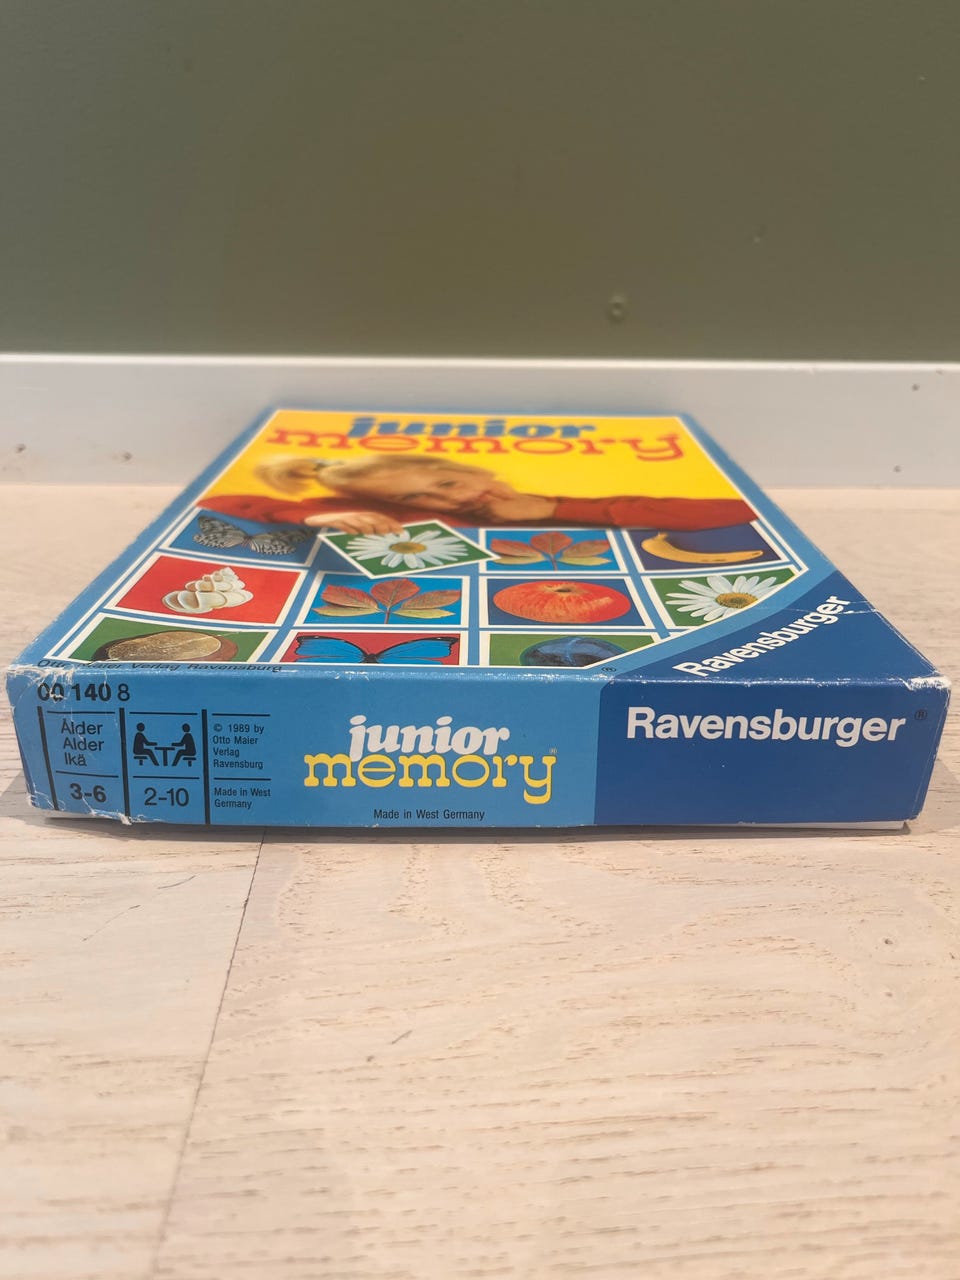 junior
memory
Ravensburger
Otto Maier Verlag Ravensburg
®
00 140 8
Ålder
Alder
Ikä
3-6
2-10
© 1989 by
Otto Maier
Verlag
Ravensburg
Made in West
Germany
junior
memory®
Made in West Germany
Ravensburger®